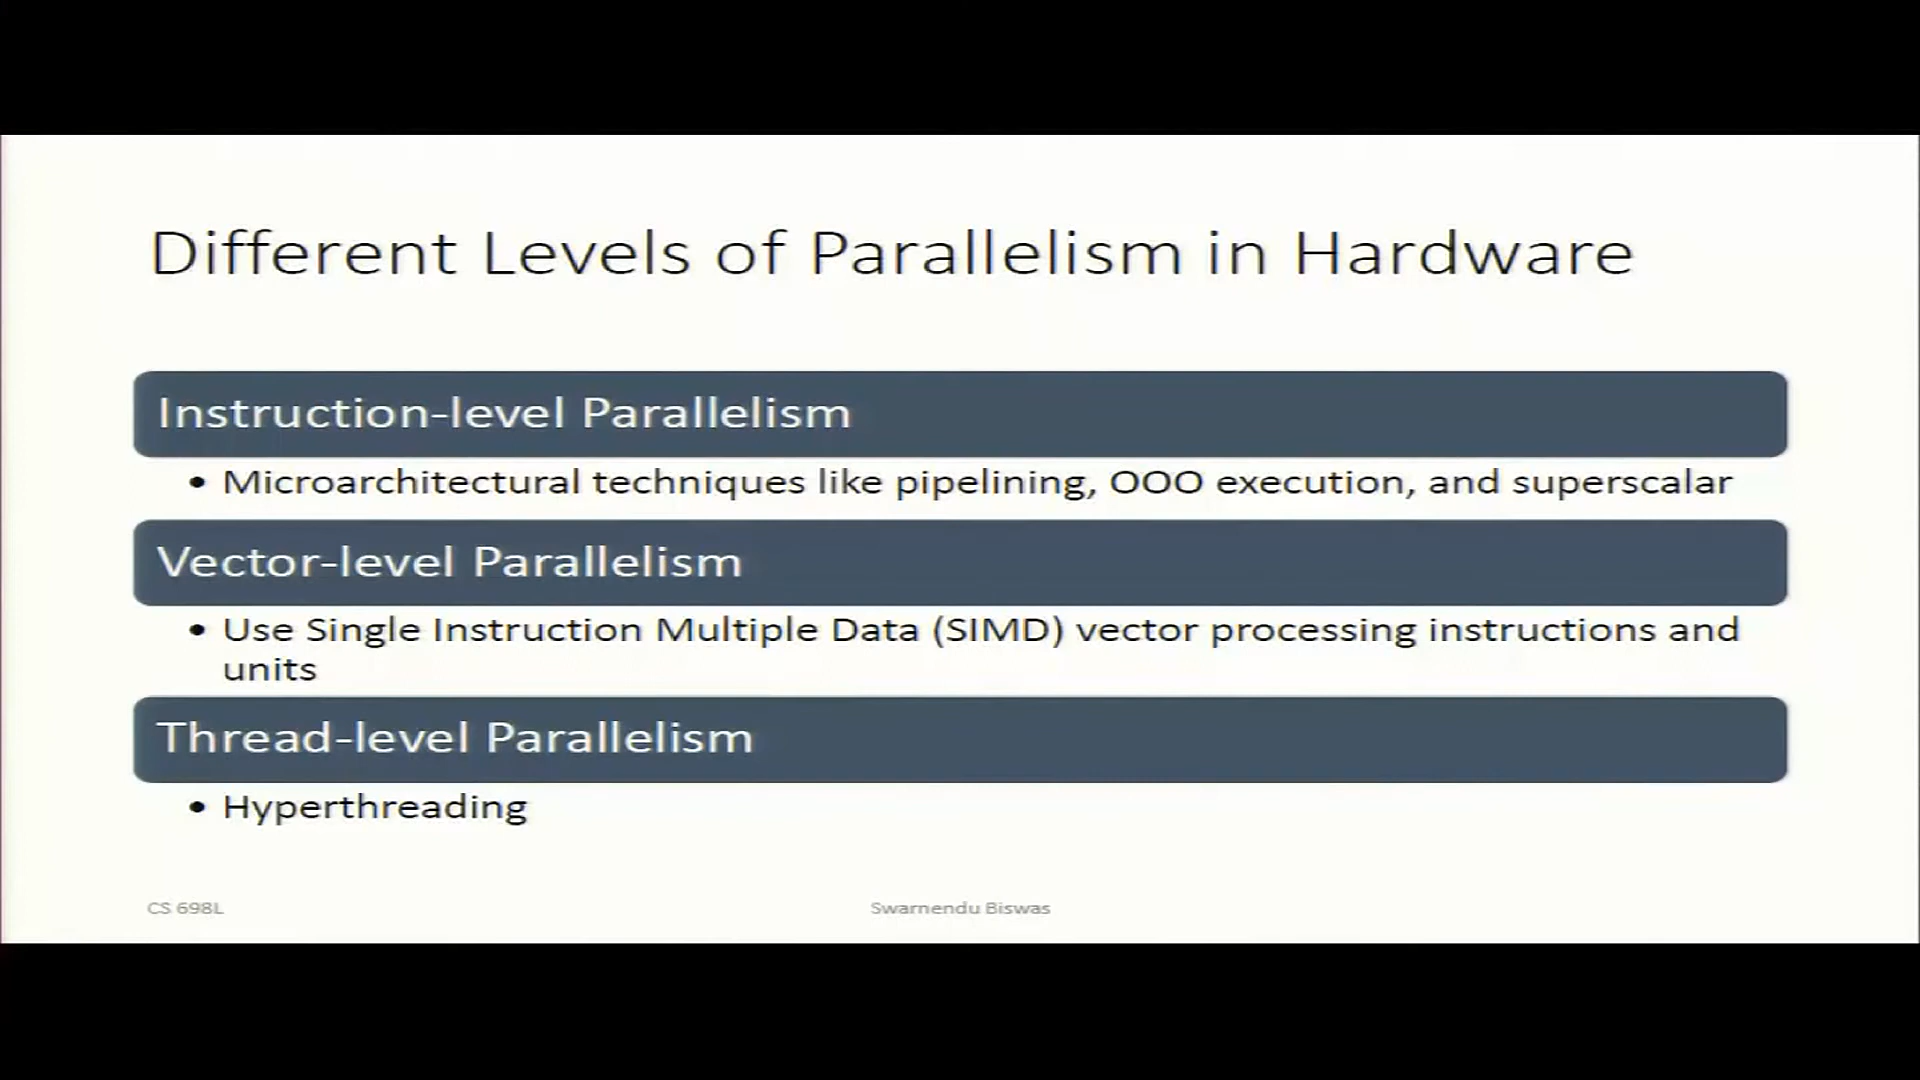 Different Levels of Parallelism in Hardware
Instruction-level Parallelism
• Microarchitectural techniques like pipelining, OOO execution, and superscalar
Vector-level Parallelism
• Use Single Instruction Multiple Data (SIMD) vector processing instructions and
units
Thread-level Parallelism
• Hyperthreading
CS 698L
Swarnendu Biswas